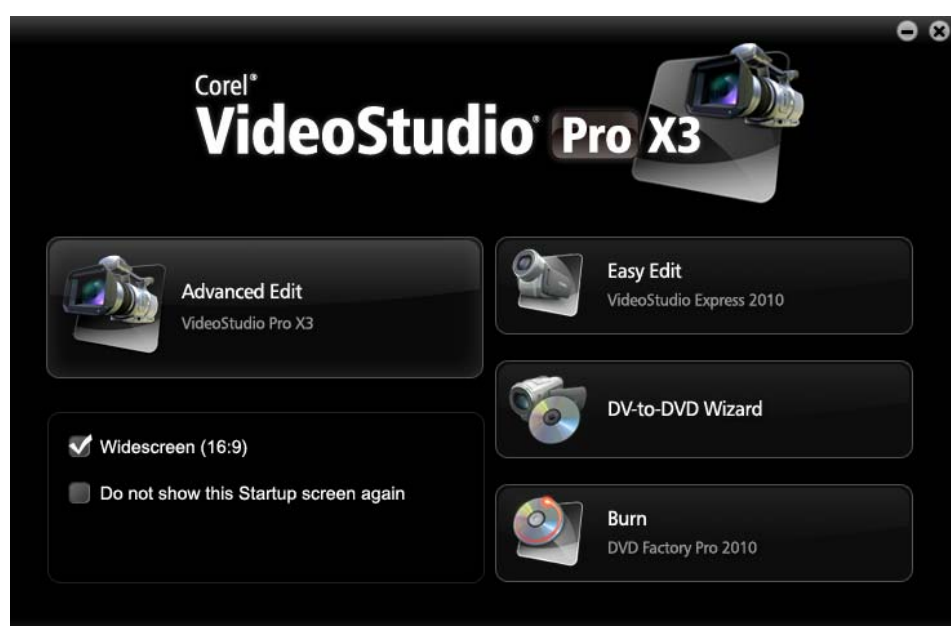 Corel®
VideoStudio® Pro X3
Advanced Edit
VideoStudio Pro X3
Easy Edit
VideoStudio Express 2010
DV-to-DVD Wizard
Widescreen (16:9)
Do not show this Startup screen again
Burn
DVD Factory Pro 2010